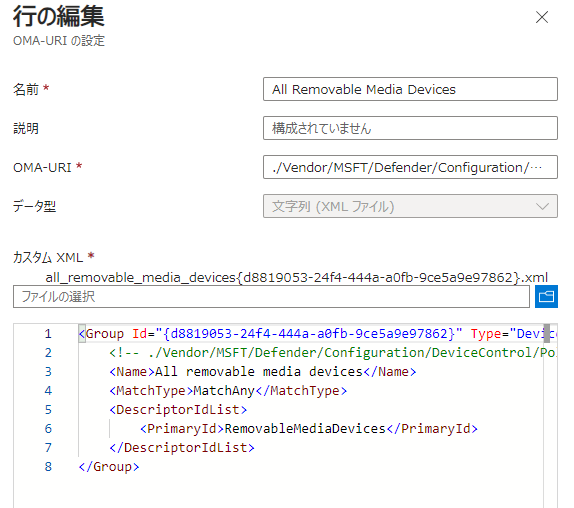 行の編集
OMA-URI の設定
名前 * All Removable Media Devices
説明 構成されていません
OMA-URI * ./Vendor/MSFT/Defender/Configuration/···
データ型 文字列 (XML ファイル)
カスタム XML *
all_removable_media_devices{d8819053-24f4-444a-a0fb-9ce5a9e97862}.xml
ファイルの選択
1 <Group Id="{d8819053-24f4-444a-a0fb-9ce5a9e97862}" Type="Devic
2 <!-- ./Vendor/MSFT/Defender/Configuration/DeviceControl/Po
3 <Name>All removable media devices</Name>
4 <MatchType>MatchAny</MatchType>
5 <DescriptorIdList>
6 <PrimaryId>RemovableMediaDevices</PrimaryId>
7 </DescriptorIdList>
8 </Group>